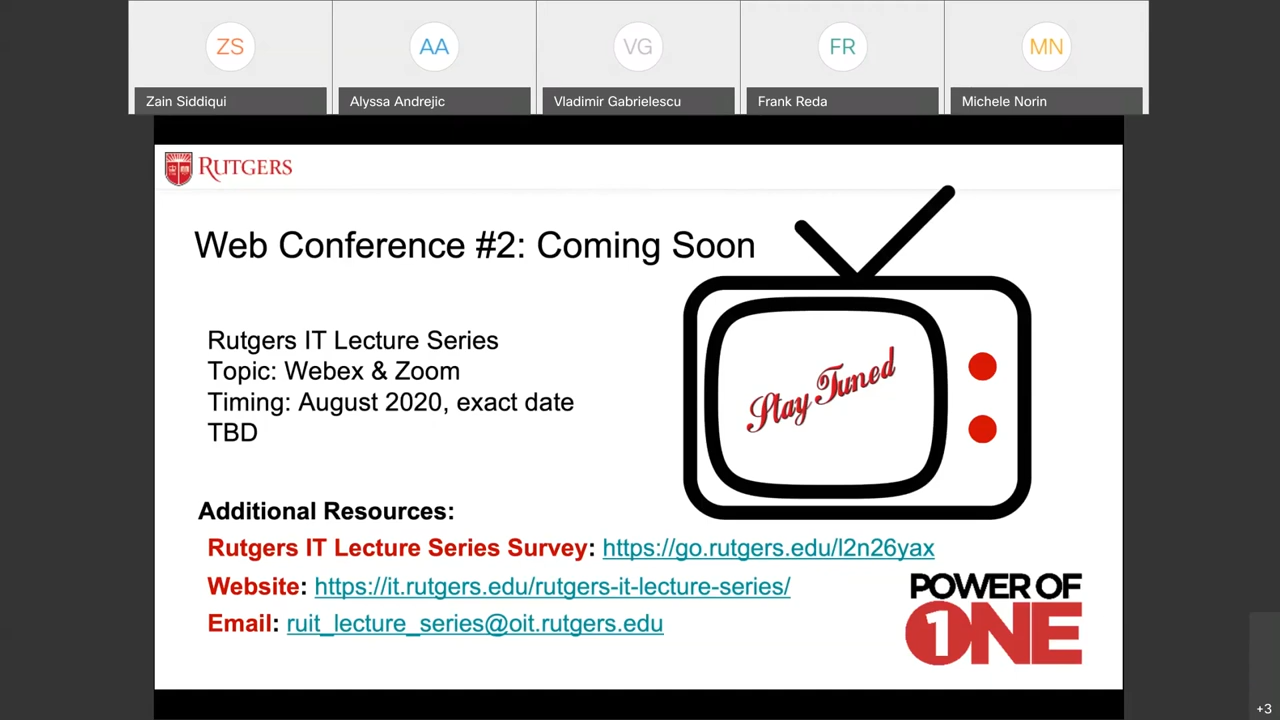 ZS
AA
VG
FR
MN
Zain Siddiqui
Alyssa Andrejic
Vladimir Gabrielescu
Frank Reda
Michele Norin
RUTGERS
Web Conference #2: Coming Soon
Rutgers IT Lecture Series
Topic: Webex & Zoom
Timing: August 2020, exact date
TBD
Stay Tuned
Additional Resources:
Rutgers IT Lecture Series Survey: https://go.rutgers.edu/l2n26yax
Website: https://it.rutgers.edu/rutgers-it-lecture-series/
Email: ruit_lecture_series@oit.rutgers.edu
POWER OF
1
ONE
+3